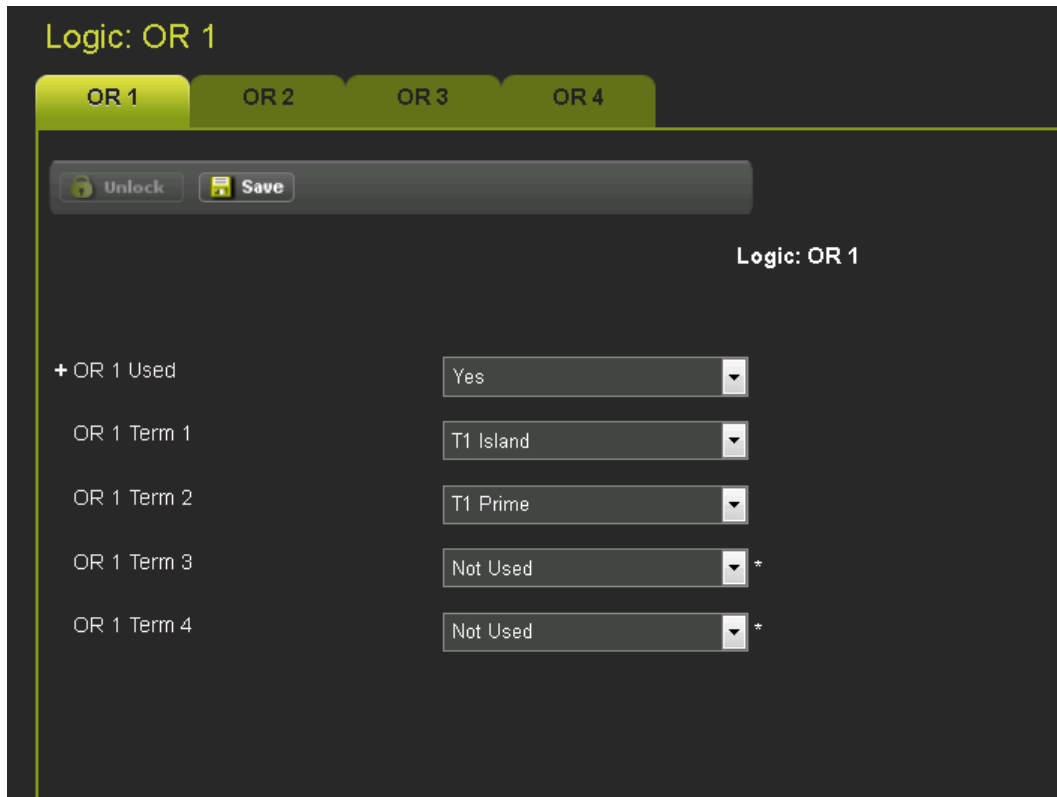 Logic: OR 1
OR 1 OR 2 OR 3 OR 4
Unlock Save
Logic: OR 1
+ OR 1 Used Yes
OR 1 Term 1 T1 Island
OR 1 Term 2 T1 Prime
OR 1 Term 3 Not Used *
OR 1 Term 4 Not Used *